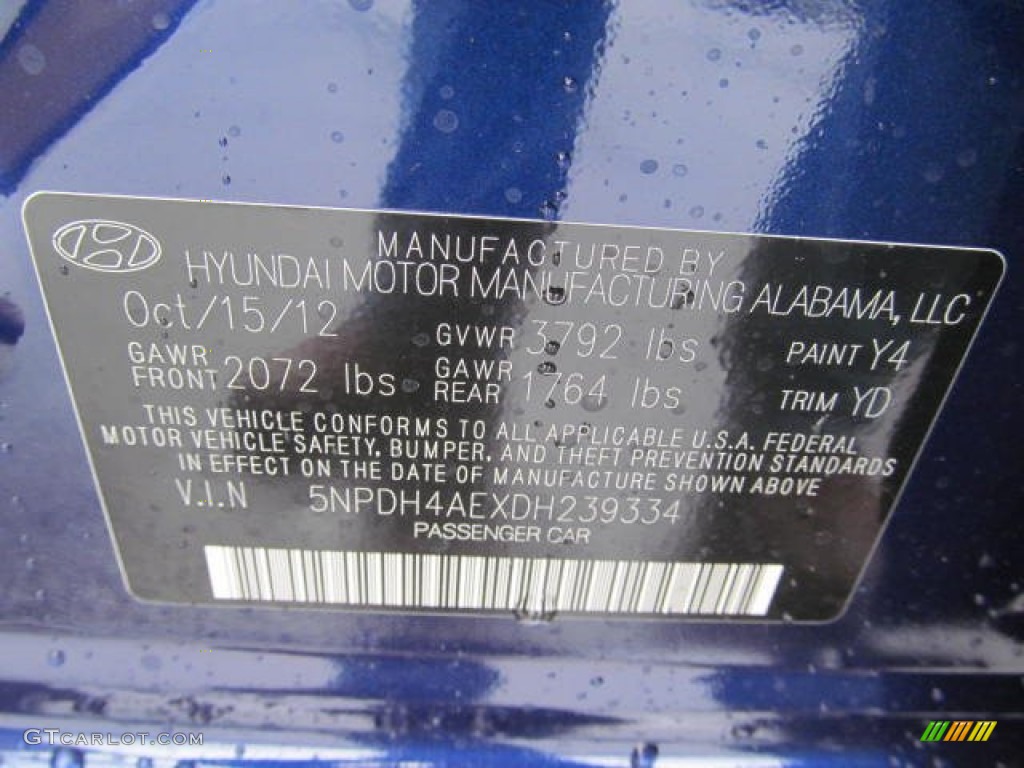 MANUFACTURED BY
HYUNDAI MOTOR MANUFACTURING ALABAMA, LLC
Oct/15/12 GVWR 3792 lbs PAINT Y4
GAWR FRONT 2072 lbs GAWR REAR 1764 lbs TRIM YD
THIS VEHICLE CONFORMS TO ALL APPLICABLE U.S.A. FEDERAL
MOTOR VEHICLE SAFETY, BUMPER, AND THEFT PREVENTION STANDARDS
IN EFFECT ON THE DATE OF MANUFACTURE SHOWN ABOVE
V.I.N 5NPDH4AEXDH239334
PASSENGER CAR
GTCARLOT.COM